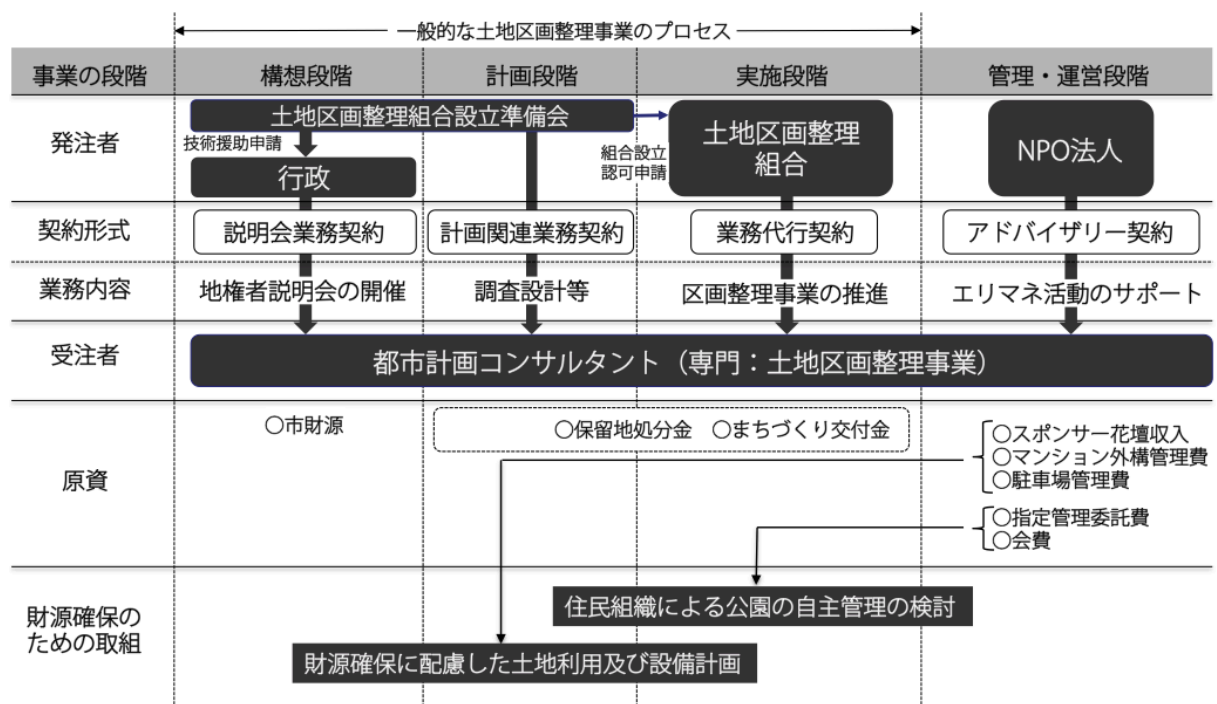 一般的な土地区画整理事業のプロセス
事業の段階
構想段階
計画段階
実施段階
管理・運営段階
発注者
土地区画整理組合設立準備会
技術援助申請
行政
組合設立
認可申請
土地区画整理
組合
NPO法人
契約形式
説明会業務契約
計画関連業務契約
業務代行契約
アドバイザリー契約
業務内容
地権者説明会の開催
調査設計等
区画整理事業の推進
エリマネ活動のサポート
受注者
都市計画コンサルタント（専門：土地区画整理事業）
原資
○市財源
○保留地処分金　○まちづくり交付金
○スポンサー花壇収入
○マンション外構管理費
○駐車場管理費
○指定管理委託費
○会費
財源確保の
ための取組
住民組織による公園の自主管理の検討
財源確保に配慮した土地利用及び設備計画